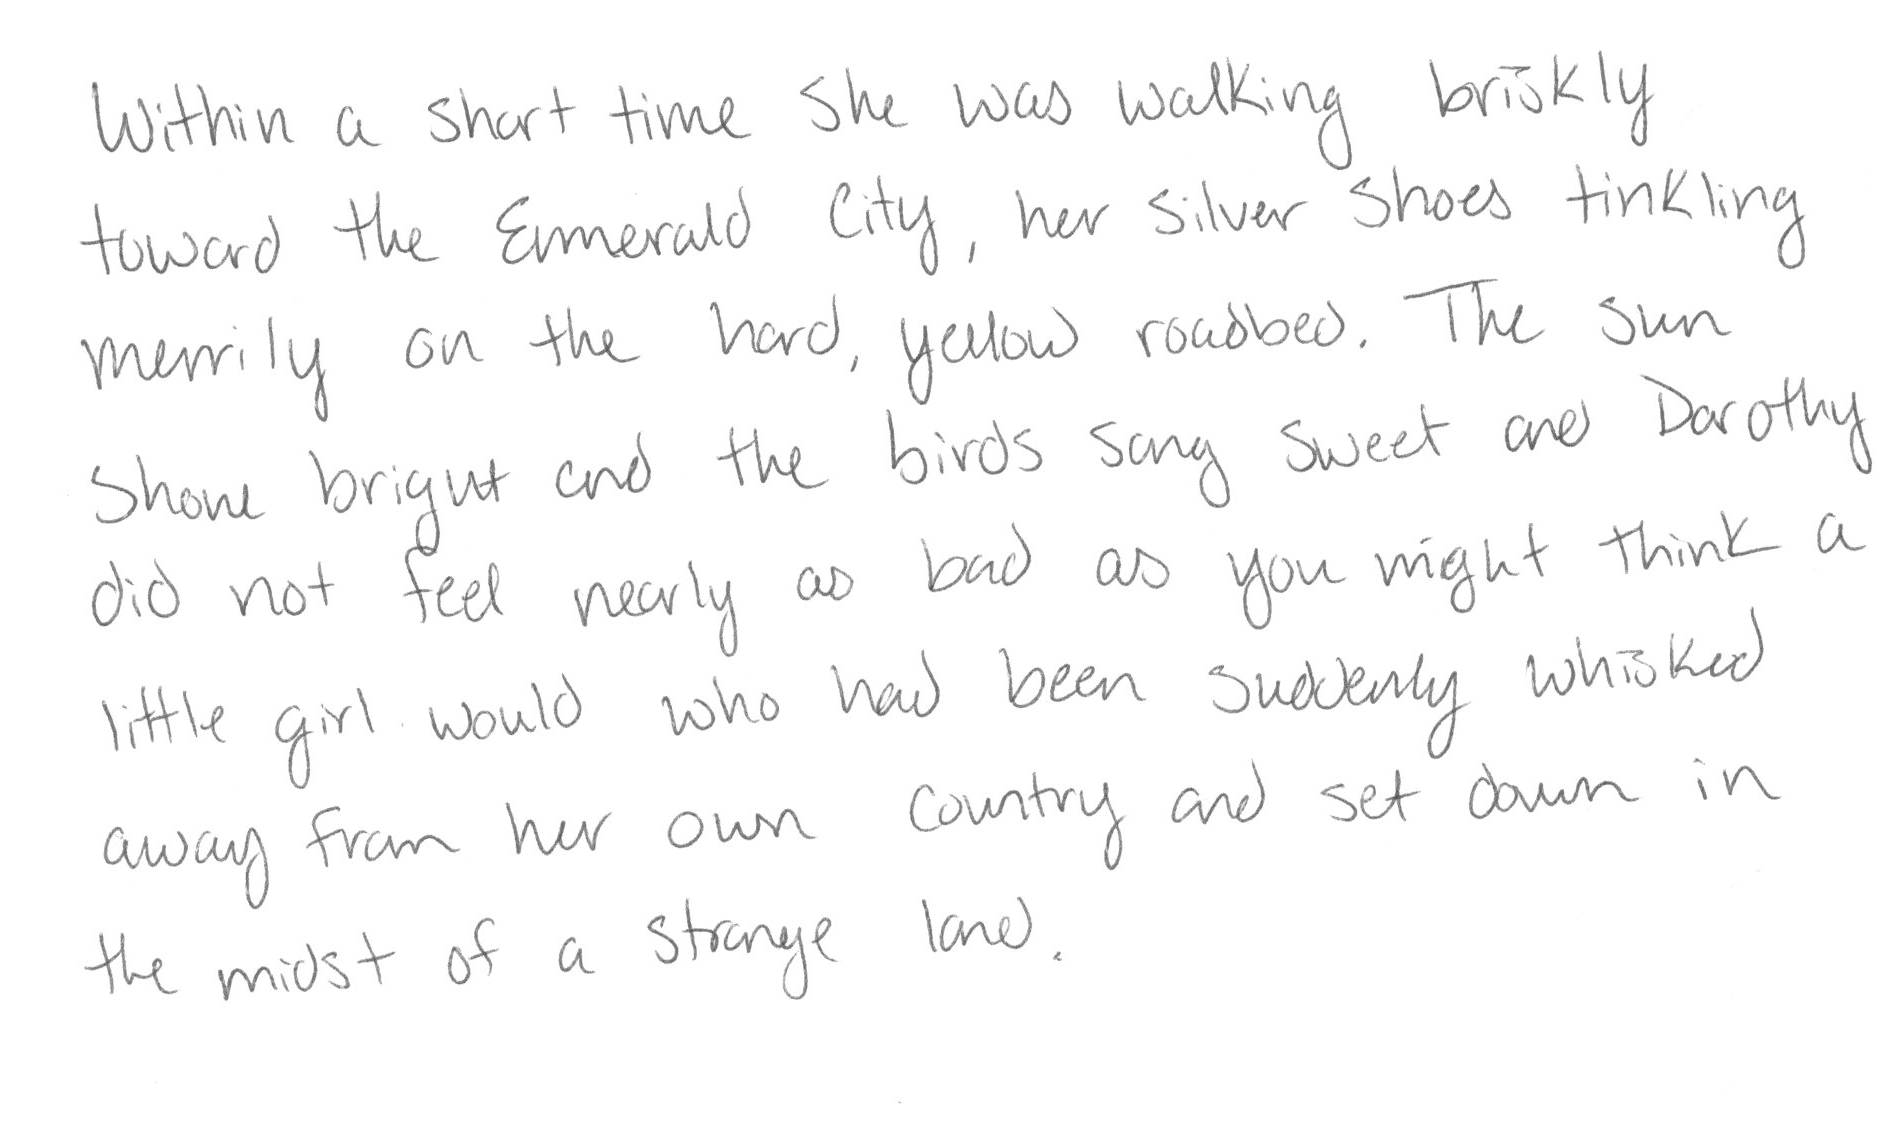 Within a short time she was walking briskly
toward the Emerald City, her silver shoes tinkling
merrily on the hard, yellow roadbed. The sun
shone bright and the birds sang sweet and Dorothy
did not feel nearly as bad as you might think a
little girl would who had been suddenly whisked
away from her own country and set down in
the midst of a strange land.